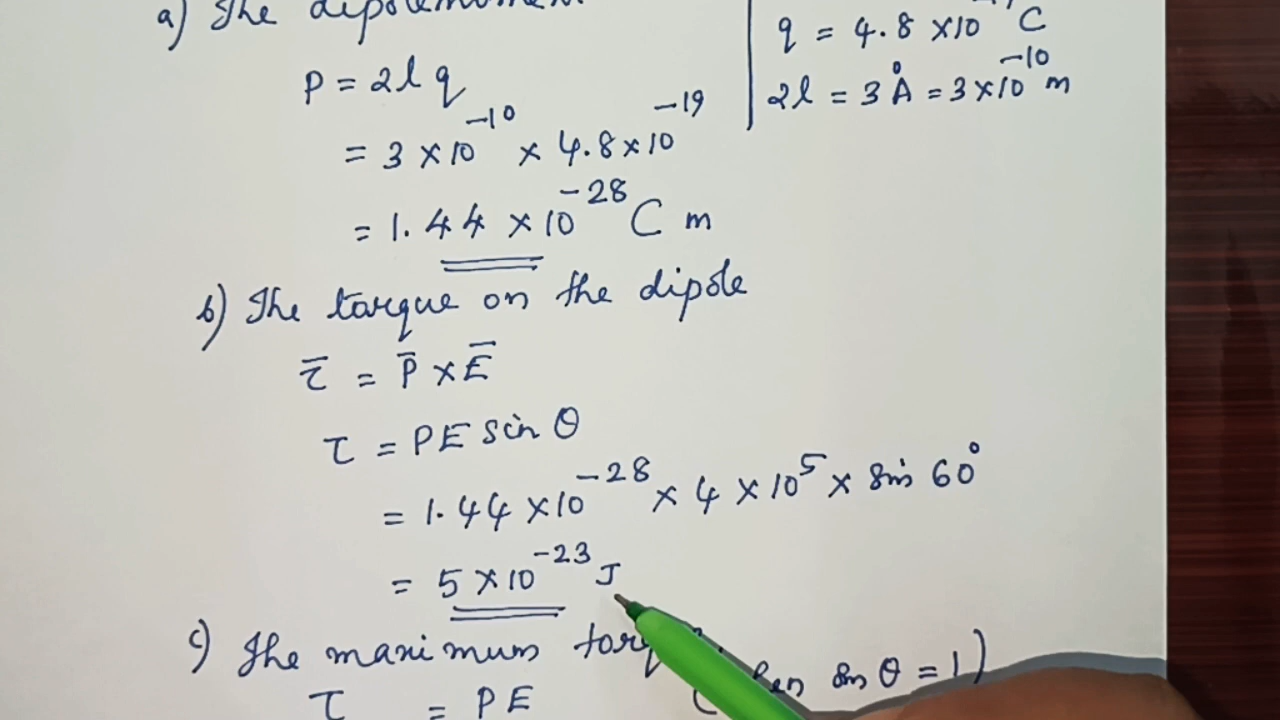 a) The dipole moment
P = 2l q
= 3 × 10⁻¹⁰ × 4.8 × 10⁻¹⁹
= 1.44 × 10⁻²⁸ C m
q = 4.8 × 10⁻¹⁹ C
2l = 3 Å = 3 × 10⁻¹⁰ m
b) The tarque on the dipole
τ̅ = P̅ × E̅
τ = PE sin θ
= 1.44 × 10⁻²⁸ × 4 × 10⁵ × sin 60°
= 5 × 10⁻²³ J
c) The maximum
sin θ = 1)
τ = PE